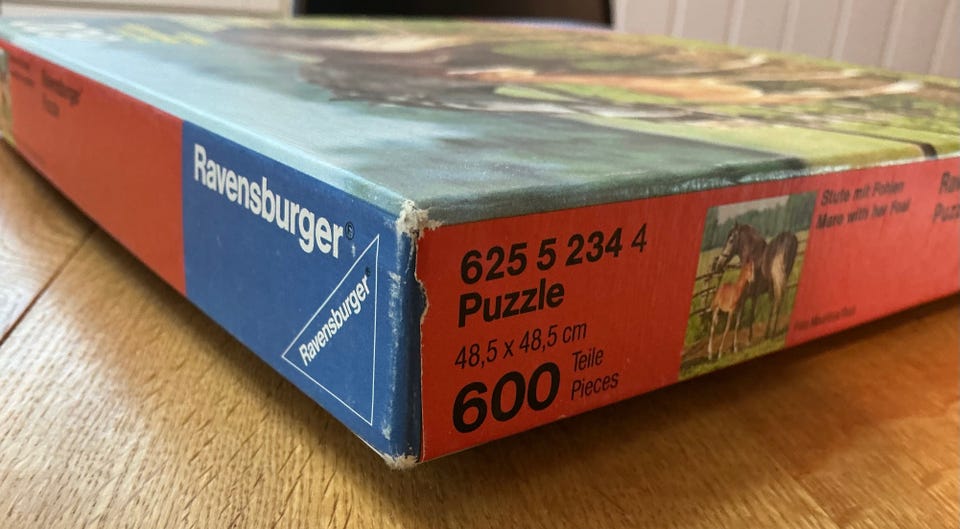 Ravensburger®
Ravensburger®
625 5 234 4
Puzzle
48,5 x 48,5 cm
600 Teile
Pieces
Stute mit Fohlen
Mare with her Foal
Ravensburger